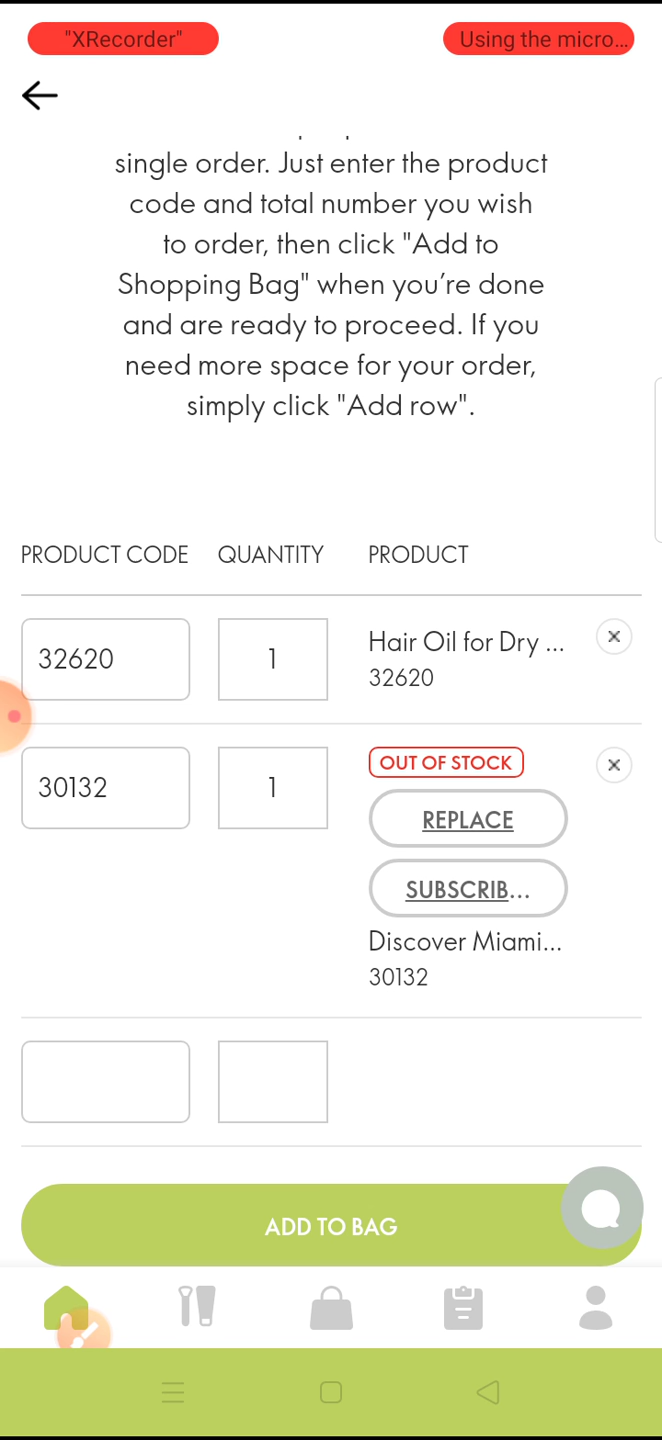 "XRecorder"
Using the micro...
single order. Just enter the product
code and total number you wish
to order, then click "Add to
Shopping Bag" when you’re done
and are ready to proceed. If you
need more space for your order,
simply click "Add row".
PRODUCT CODE QUANTITY PRODUCT
32620 1 Hair Oil for Dry ...
32620
30132 1 OUT OF STOCK
REPLACE
SUBSCRIB...
Discover Miami...
30132
ADD TO BAG